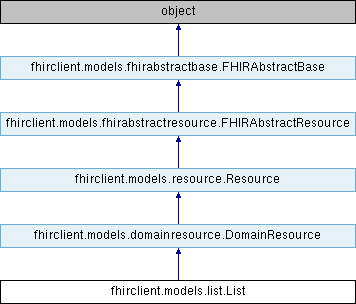 object
fhirclient.models.fhirabstractbase.FHIRAbstractBase
fhirclient.models.fhirabstractresource.FHIRAbstractResource
fhirclient.models.resource.Resource
fhirclient.models.domainresource.DomainResource
fhirclient.models.list.List